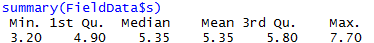 summary(FieldData$s)
Min. 1st Qu. Median Mean 3rd Qu. Max.
3.20 4.90 5.35 5.35 5.80 7.70